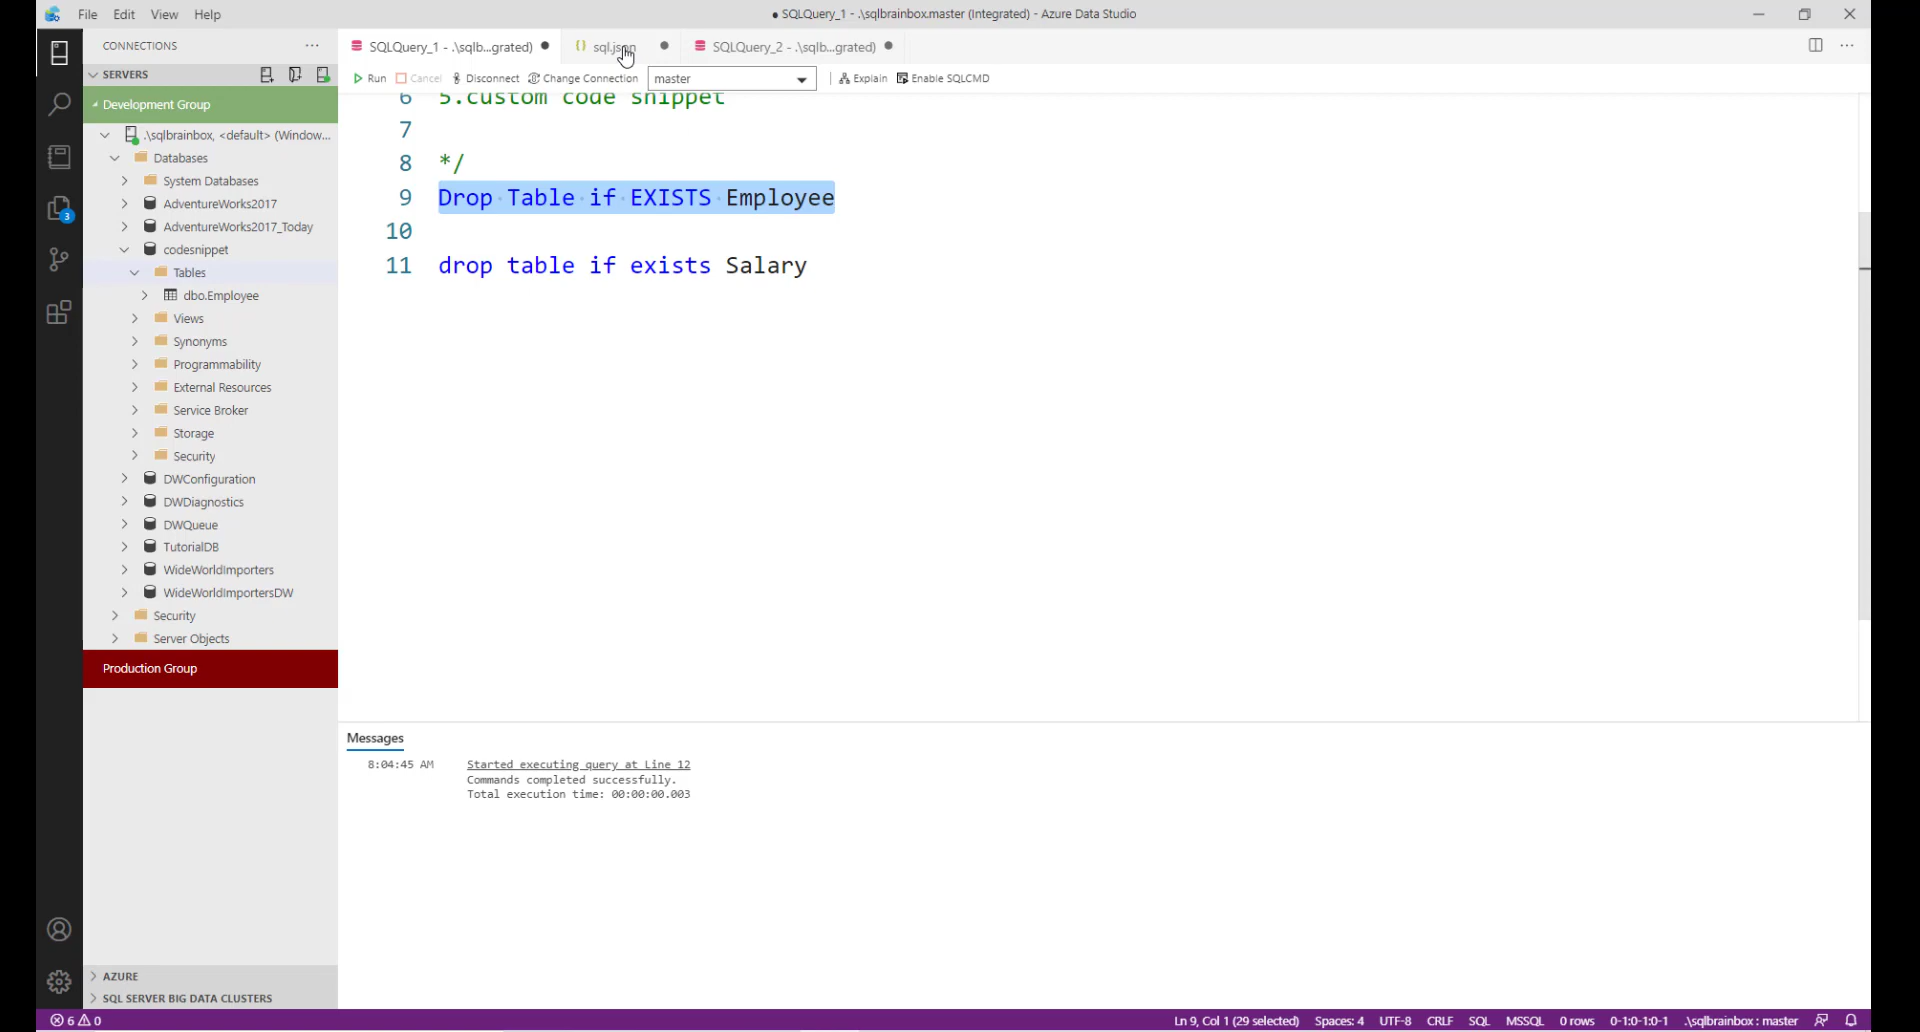 File Edit View Help
● SQLQuery_1 - .\sqlbrainbox.master (Integrated) - Azure Data Studio
CONNECTIONS
SERVERS
Development Group
.\sqlbrainbox, <default> (Window...
Databases
System Databases
AdventureWorks2017
AdventureWorks2017_Today
codesnippet
Tables
dbo.Employee
Views
Synonyms
Programmability
External Resources
Service Broker
Storage
Security
DWConfiguration
DWDiagnostics
DWQueue
TutorialDB
WideWorldImporters
WideWorldImportersDW
Security
Server Objects
Production Group
AZURE
SQL SERVER BIG DATA CLUSTERS
3
SQLQuery_1 - .\sqlb...grated) ● {} sql.json ● SQLQuery_2 - .\sqlb...grated) ●
Run Cancel Disconnect Change Connection master Explain Enable SQLCMD
6 5.custom code snippet
7
8 */
9 Drop Table if EXISTS Employee
10
11 drop table if exists Salary
Messages
8:04:45 AM Started executing query at Line 12
Commands completed successfully.
Total execution time: 00:00:00.003
6 0 Ln 9, Col 1 (29 selected) Spaces: 4 UTF-8 CRLF SQL MSSQL 0 rows 0-1:0-1:0-1 .\sqlbrainbox : master